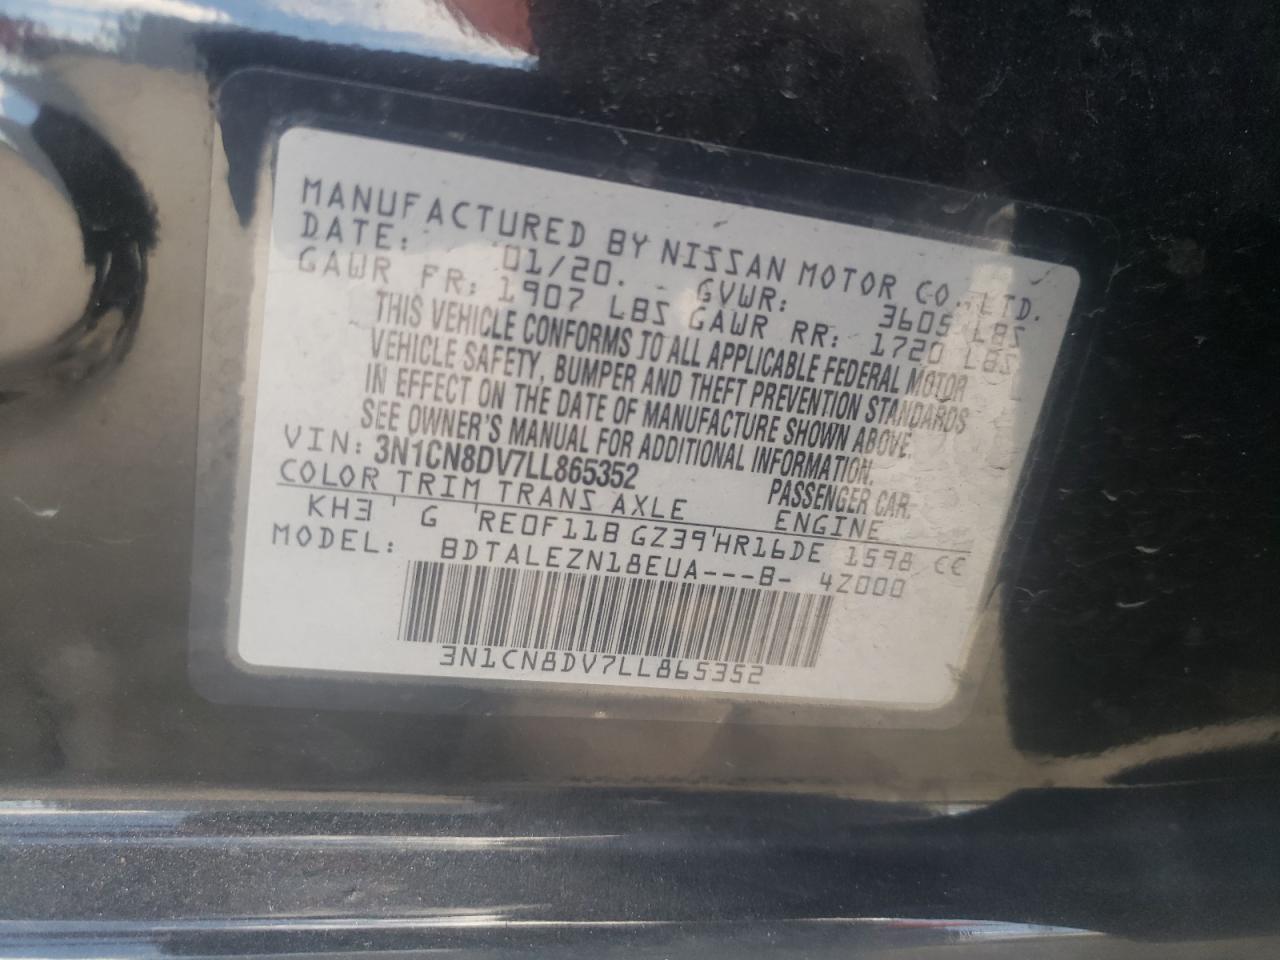 MANUFACTURED BY NISSAN MOTOR CO.,LTD.
DATE: 01/20. GVWR: 3605 LBS
GAWR FR: 1907 LBS GAWR RR: 1720 LBS
THIS VEHICLE CONFORMS TO ALL APPLICABLE FEDERAL MOTOR
VEHICLE SAFETY, BUMPER AND THEFT PREVENTION STANDARDS
IN EFFECT ON THE DATE OF MANUFACTURE SHOWN ABOVE.
SEE OWNER'S MANUAL FOR ADDITIONAL INFORMATION.
VIN: 3N1CN8DV7LL865352 PASSENGER CAR.
COLOR TRIM TRANS AXLE ENGINE
KH3 G RE0F11B GZ39 HR16DE 1598 CC
MODEL: BDTALEZN18EUA---B- 4Z000
3N1CN8DV7LL865352